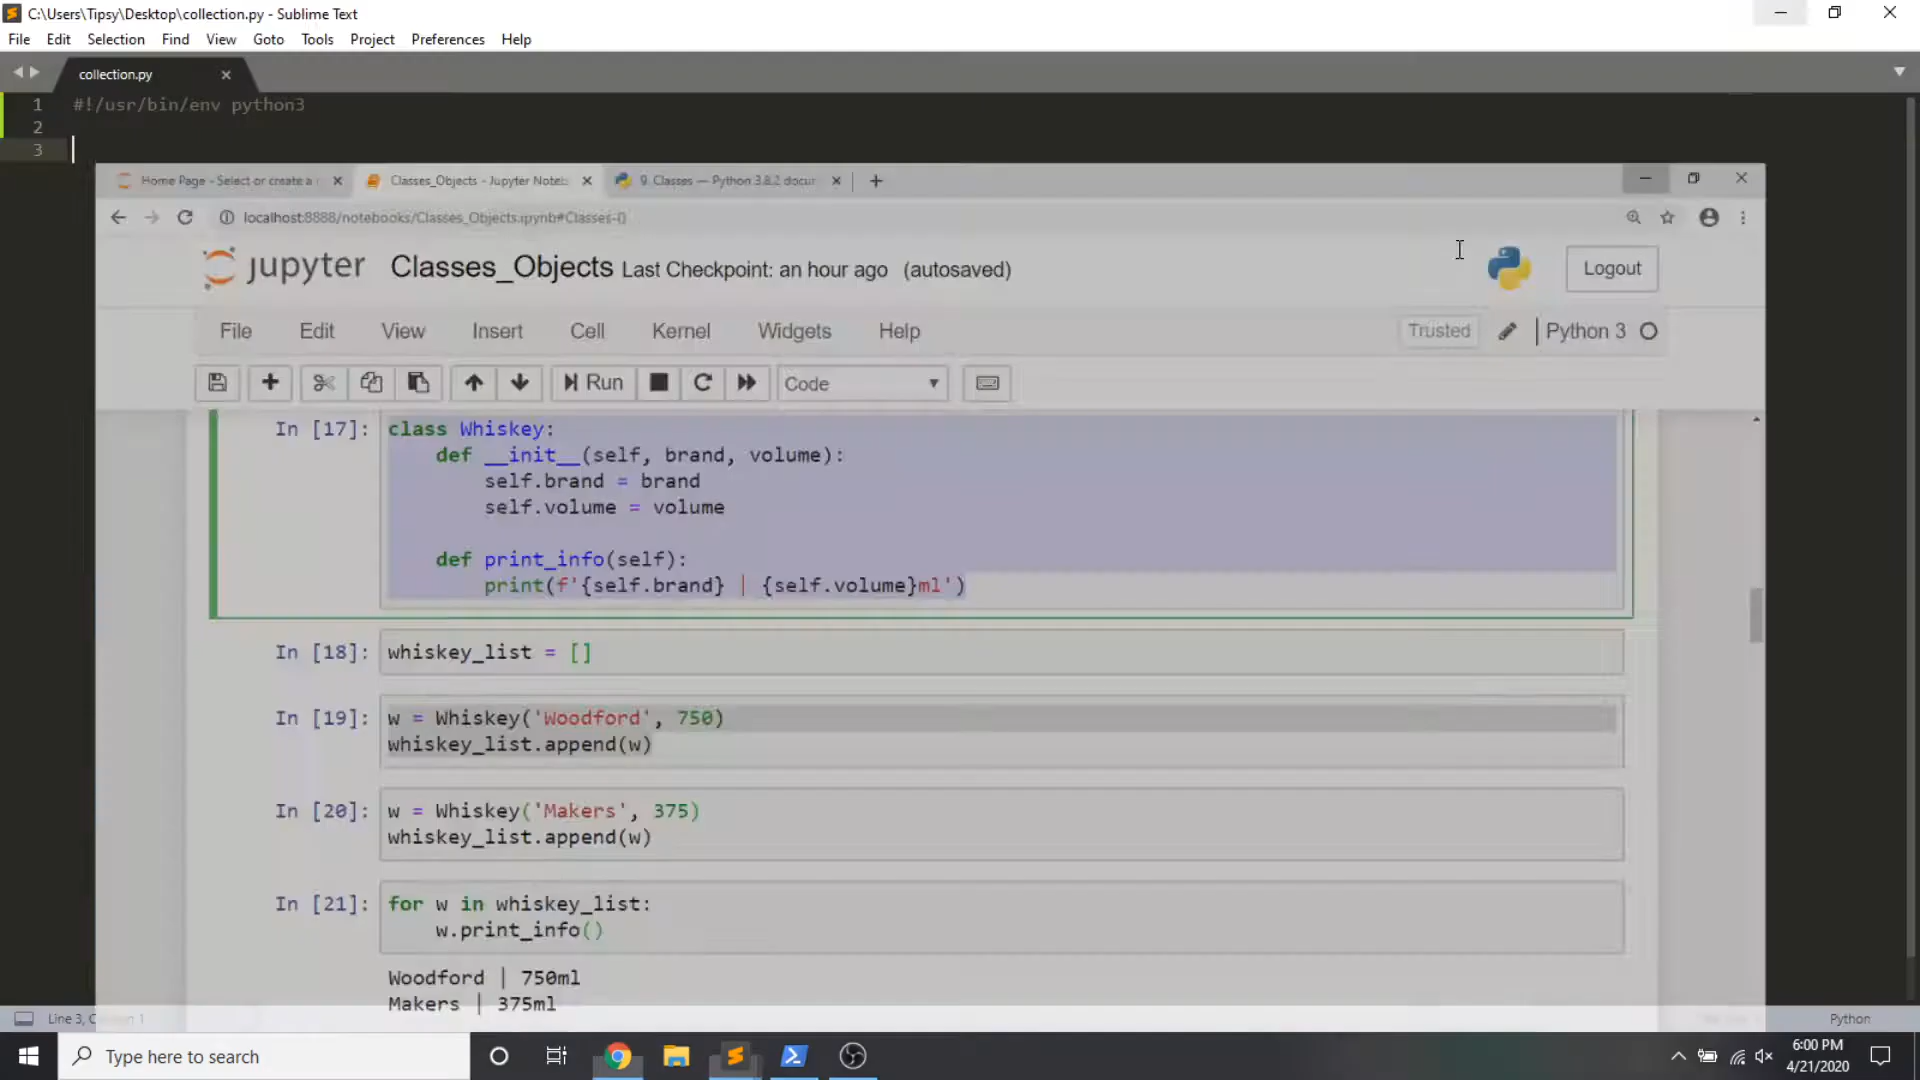 C:\Users\Tipsy\Desktop\collection.py - Sublime Text
File Edit Selection Find View Goto Tools Project Preferences Help
collection.py
1 #!/usr/bin/env python3
2
3
Home Page - Select or create a
Classes_Objects - Jupyter Noteb
9. Classes — Python 3.8.2 docur
localhost:8888/notebooks/Classes_Objects.ipynb#Classes-()
jupyter Classes_Objects Last Checkpoint: an hour ago (autosaved)
Logout
File Edit View Insert Cell Kernel Widgets Help
Trusted
Python 3
Run
Code
In [17]: class Whiskey:
def __init__(self, brand, volume):
self.brand = brand
self.volume = volume
def print_info(self):
print(f'{self.brand} | {self.volume}ml')
In [18]: whiskey_list = []
In [19]: w = Whiskey('Woodford', 750)
whiskey_list.append(w)
In [20]: w = Whiskey('Makers', 375)
whiskey_list.append(w)
In [21]: for w in whiskey_list:
w.print_info()
Woodford | 750ml
Makers | 375ml
Line 3,
Python
Type here to search
6:00 PM
4/21/2020